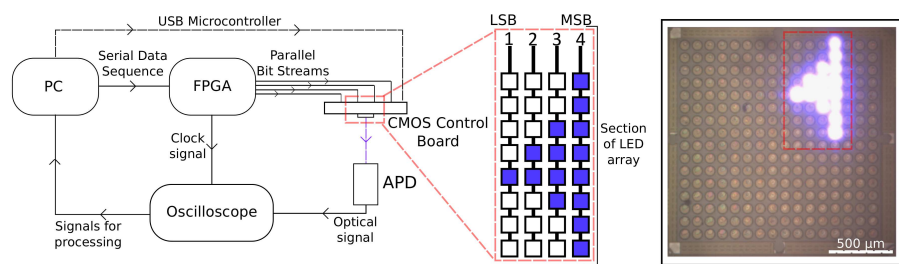 USB Microcontroller
Serial Data
Sequence
Parallel
Bit Streams
PC
FPGA
CMOS Control
Board
Clock
signal
APD
Oscilloscope
Optical
signal
Signals for
processing
LSB MSB
1 2 3 4
Section
of LED
array
500 μm